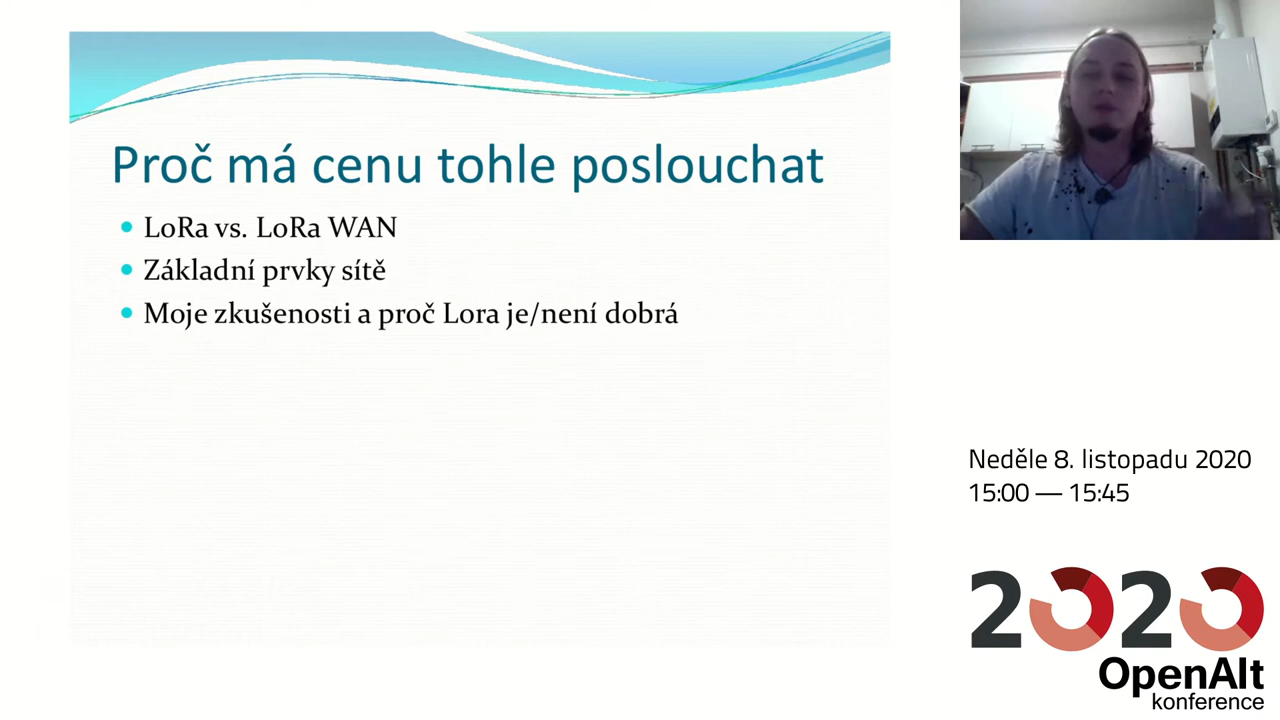 Proč má cenu tohle poslouchat
LoRa vs. LoRa WAN
Základní prvky sítě
Moje zkušenosti a proč Lora je/není dobrá
Neděle 8. listopadu 2020
15:00 — 15:45
2020
OpenAlt
konference